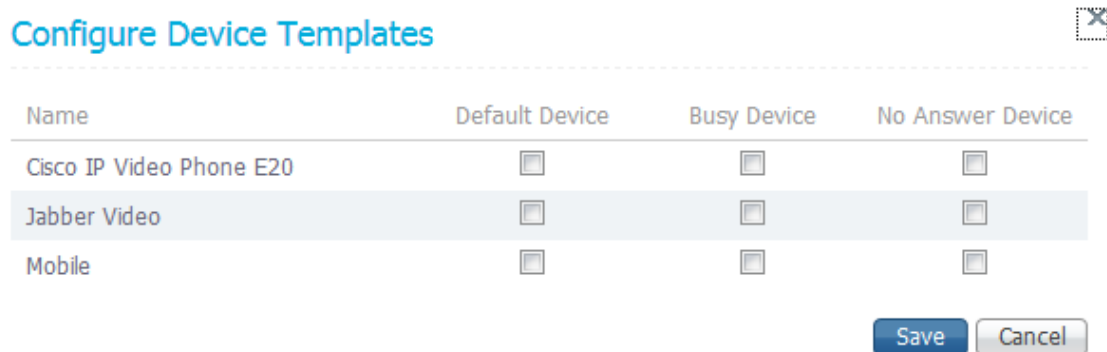 Configure Device Templates
Name Default Device Busy Device No Answer Device
Cisco IP Video Phone E20
Jabber Video
Mobile
Save Cancel